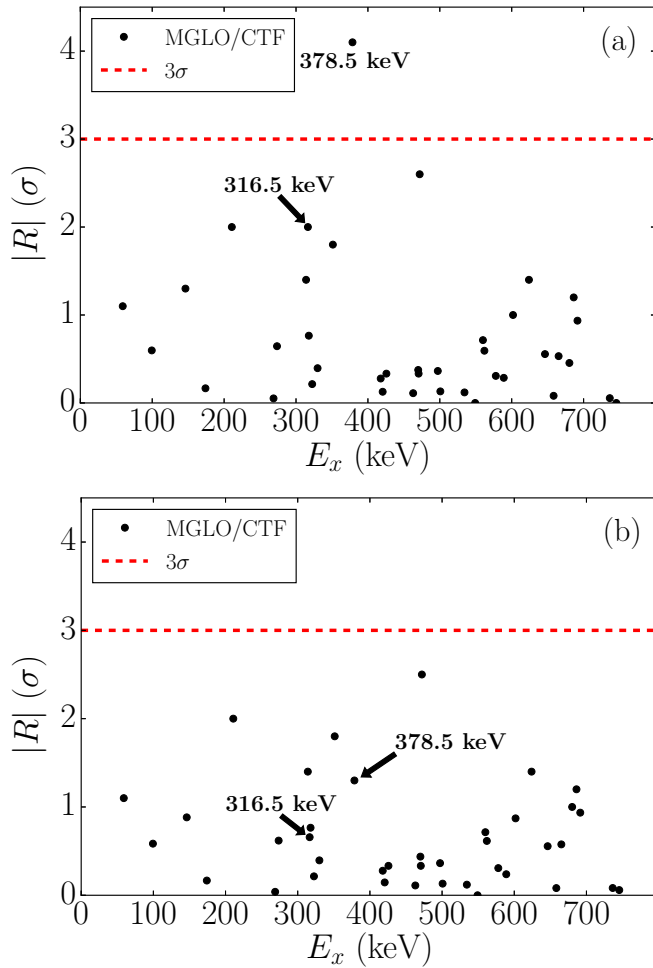 (a)
MGLO/CTF
3σ
378.5 keV
316.5 keV
|R| (σ)
4
3
2
1
0
0 100 200 300 400 500 600 700
E_x (keV)
(b)
MGLO/CTF
3σ
378.5 keV
316.5 keV
|R| (σ)
4
3
2
1
0
0 100 200 300 400 500 600 700
E_x (keV)